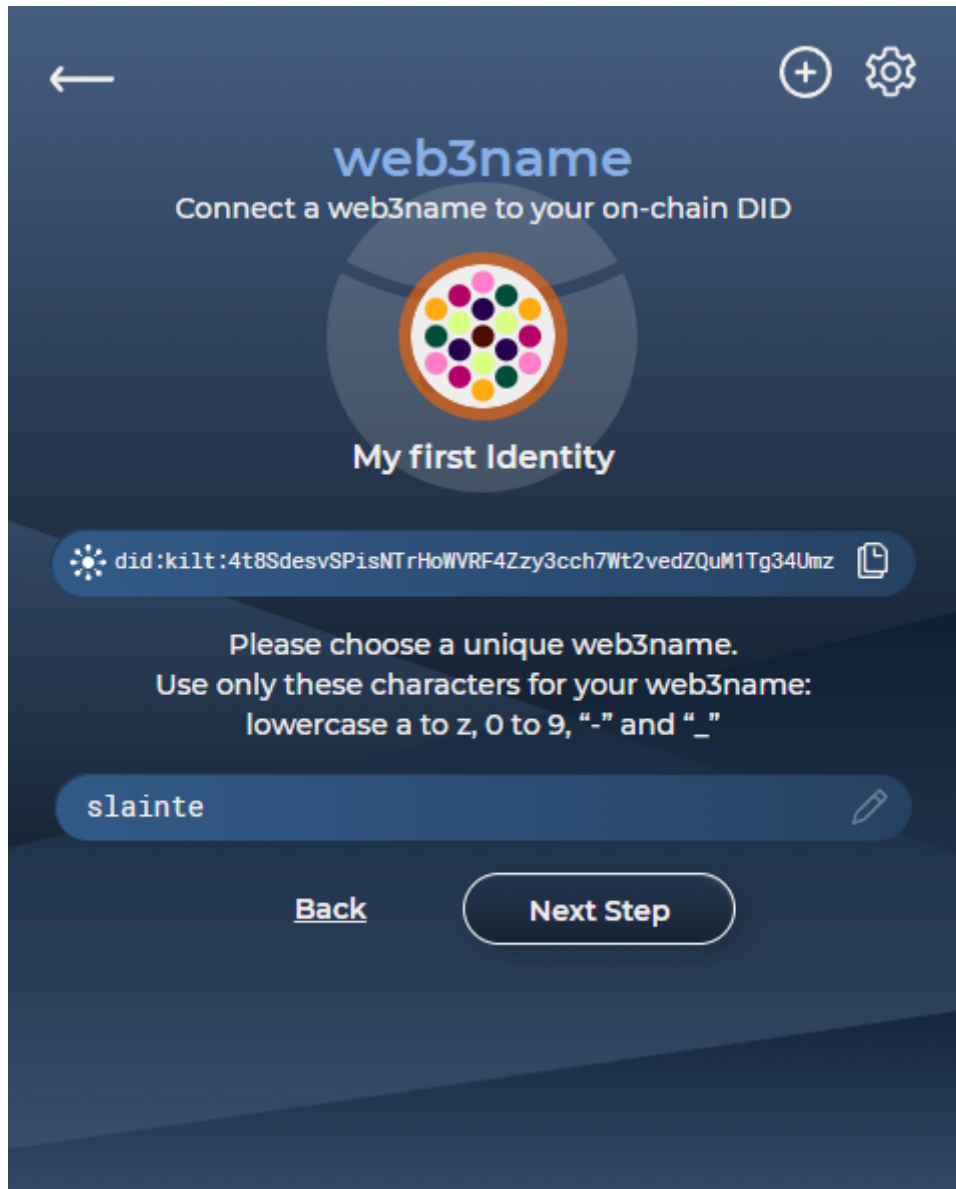 web3name
Connect a web3name to your on-chain DID
My first Identity
did:kilt:4t8SdesvSPisNTrHoWVRF4Zzy3cch7Wt2vedZQuM1Tg34Umz
Please choose a unique web3name.
Use only these characters for your web3name:
lowercase a to z, 0 to 9, “-” and “_”
slainte
Back
Next Step